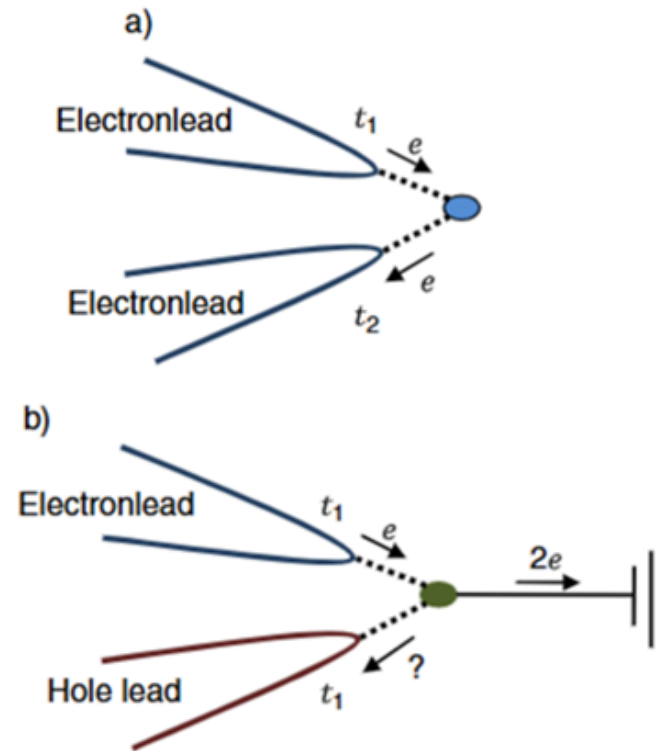 a)
Electronlead
t₁
e
Electronlead
e
t₂
b)
Electronlead
t₁
e
2e
Hole lead
?
t₁